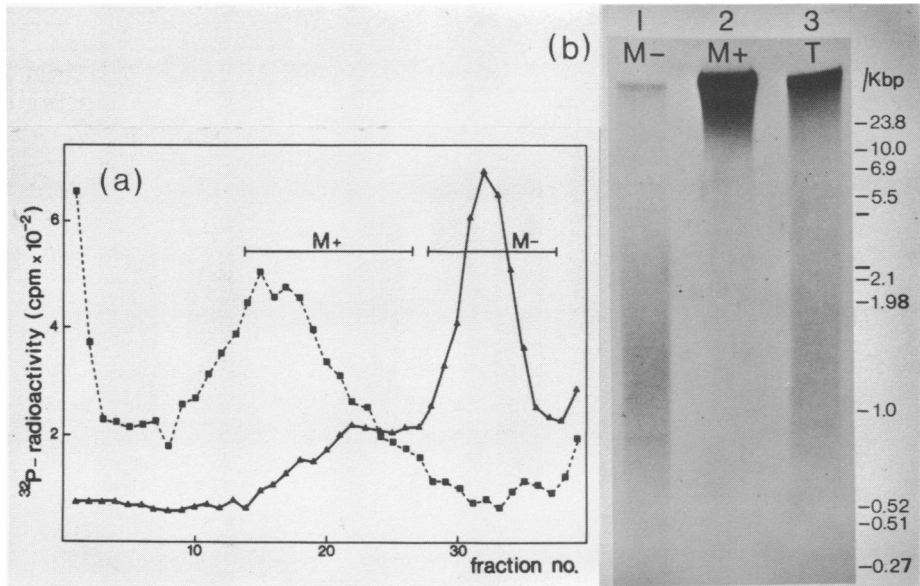 (a)
³²P- radioactivity (cpm x 10⁻²)
6
4
2
M+
M-
10
20
30
fraction no.
(b)
1
2
3
M-
M+
T
/Kbp
-23.8
-10.0
-6.9
-5.5
-
-
-2.1
-1.98
-1.0
-0.52
-0.51
-0.27